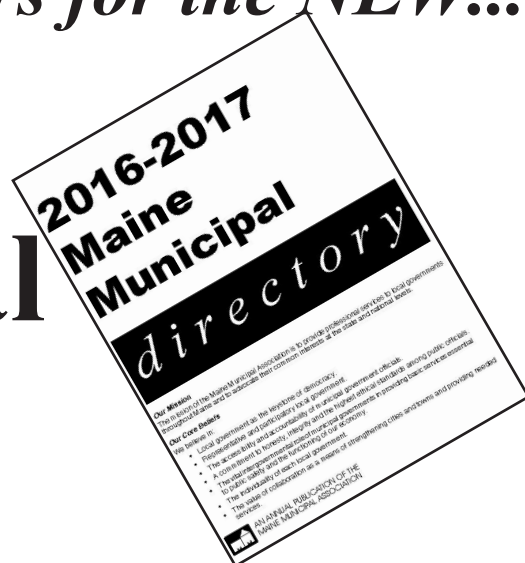 for the NEW...
2016-2017
Maine
Municipal
directory
Our Mission
The mission of the Maine Municipal Association is to provide professional services to local governments
throughout Maine and to advocate their common interests at the state and national levels.
Our Core Beliefs
We believe in:
• Local government as the keystone of democracy.
• Representative and participatory local government.
• The accessibility and accountability of municipal government officials.
• A commitment to honesty, integrity and the highest ethical standards among public officials.
• The vital intergovernmental role of municipal governments in providing basic services essential
to public safety and the functioning of our economy.
• The individuality of each local government.
• The value of collaboration as a means of strengthening cities and towns and providing needed
services.
AN ANNUAL PUBLICATION OF THE
MAINE MUNICIPAL ASSOCIATION